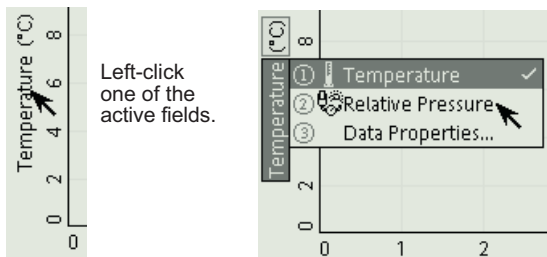 Temperature (°C)
8
6
4
2
0
0
Left-click
one of the
active fields.
Temperature (°C)
8
① Temperature ✓
② Relative Pressure
③ Data Properties...
2
0
0 1 2